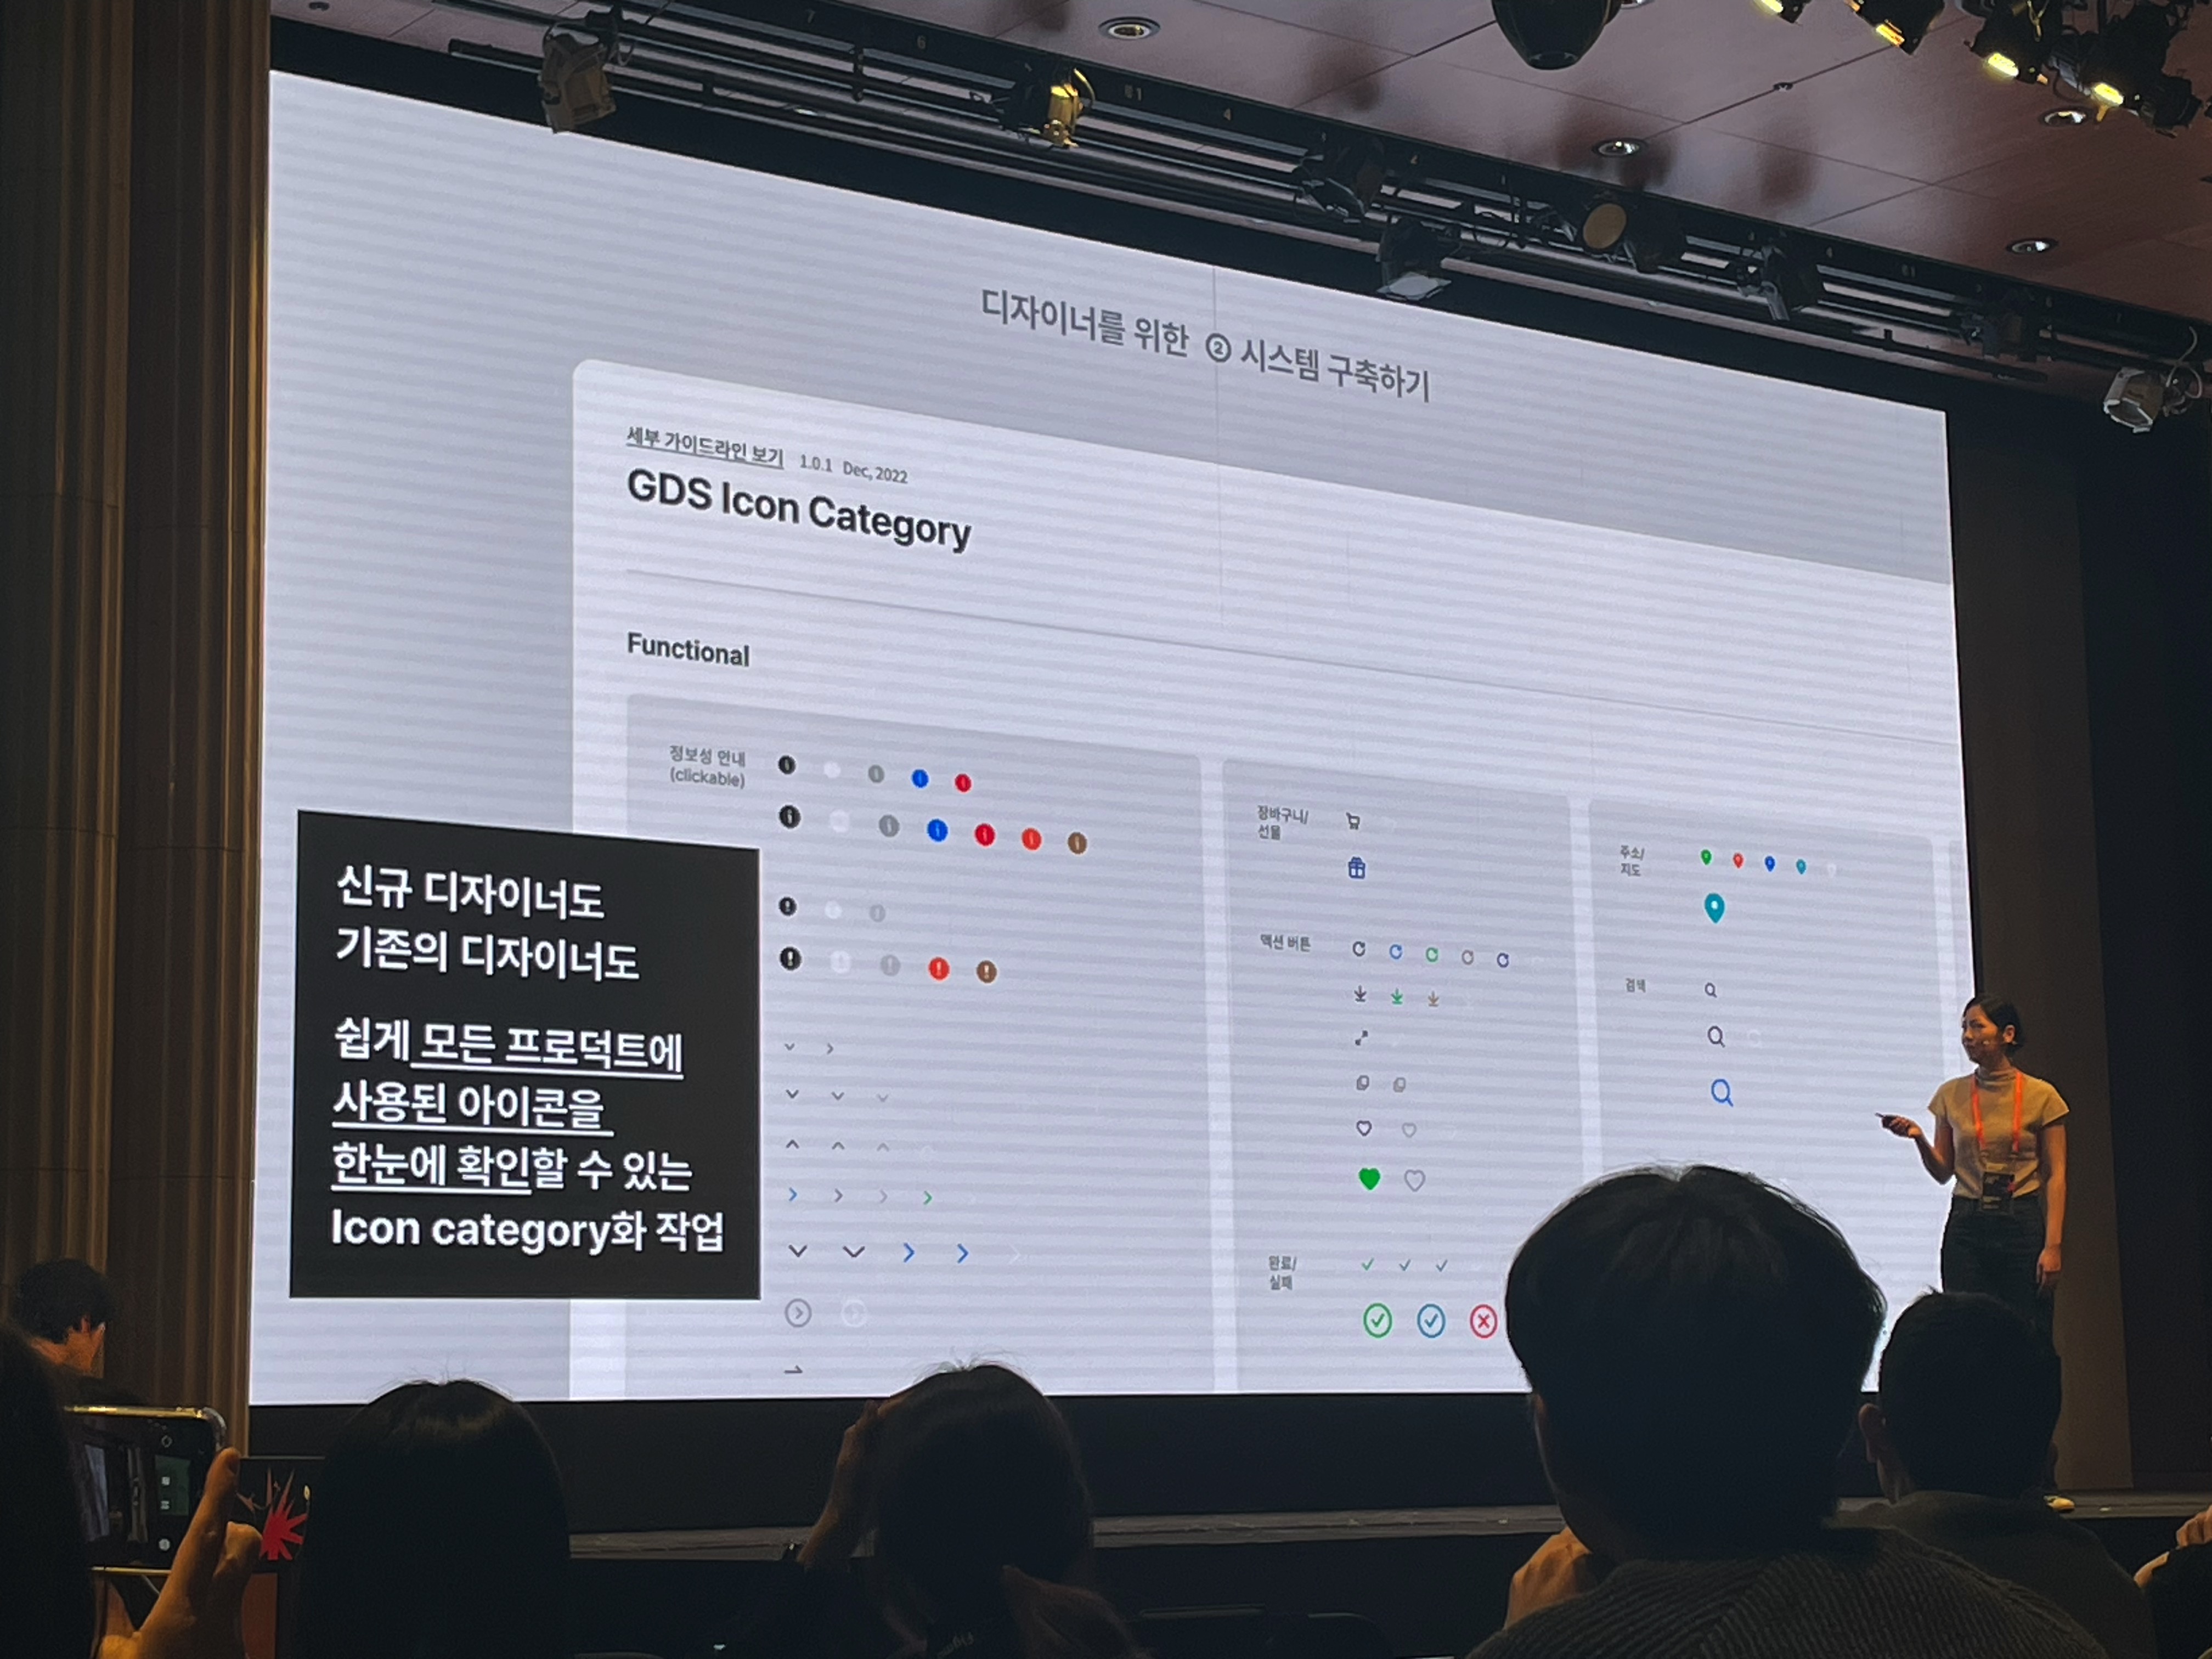 디자이너를 위한 ② 시스템 구축하기
세부 가이드라인 보기 1.0.1 Dec, 2022
GDS Icon Category
Functional
정보성 안내
(clickable)
장바구니/
선물
액션 버튼
완료/
실패
주소/
지도
검색
신규 디자이너도
기존의 디자이너도
쉽게 모든 프로덕트에
사용된 아이콘을
한눈에 확인할 수 있는
Icon category화 작업